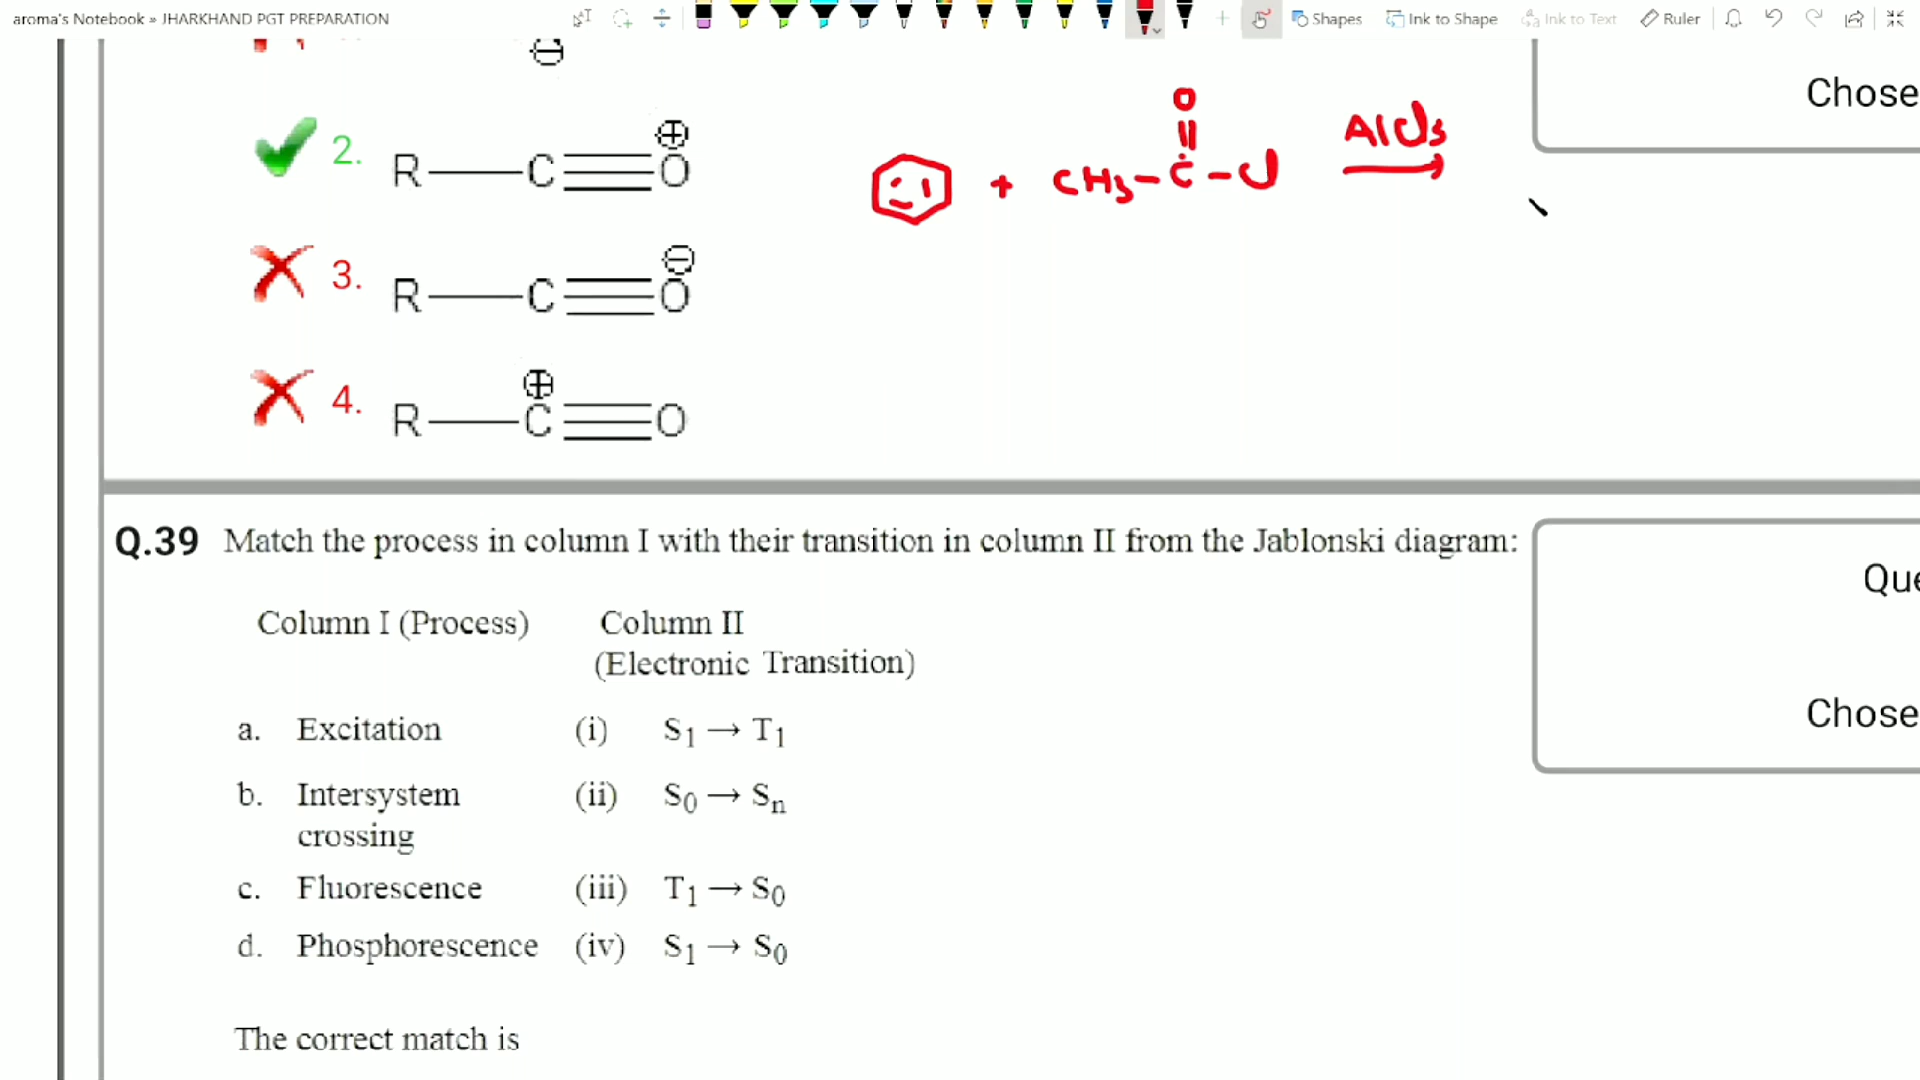 aroma's Notebook » JHARKHAND PGT PREPARATION
Shapes Ink to Shape Ink to Text Ruler
⊖
Chose
2. R—C≡O ⊕
+ CH3-C-Cl AlCl3 →
O
3. R—C≡O ⊖
4. R—C≡O ⊕
Q.39 Match the process in column I with their transition in column II from the Jablonski diagram:
Que
Column I (Process) Column II
(Electronic Transition)
Chose
a. Excitation (i) S1 → T1
b. Intersystem (ii) S0 → Sn
crossing
c. Fluorescence (iii) T1 → S0
d. Phosphorescence (iv) S1 → S0
The correct match is